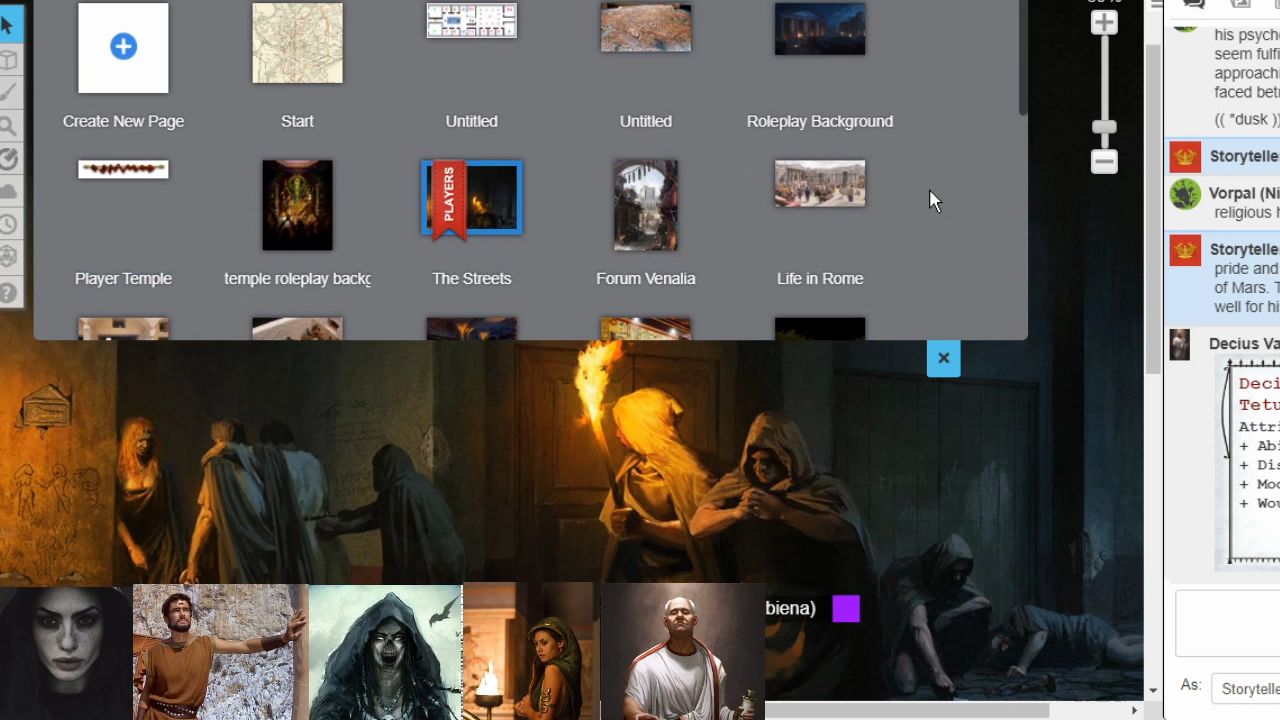 Create New Page
Start
Untitled
Untitled
Roleplay Background
PLAYERS
Player Temple
temple roleplay backg
The Streets
Forum Venalia
Life in Rome
biena)
his psych
seem fulfi
approachi
faced betr
(( *dusk ))
Storytelle
Vorpal (Ni
religious h
Storytelle
pride and
of Mars. T
well for hi
Decius Va
Deci
Tetu
Attri
+ Abi
+ Dis
+ Moc
+ Wou
As:
Storytelle